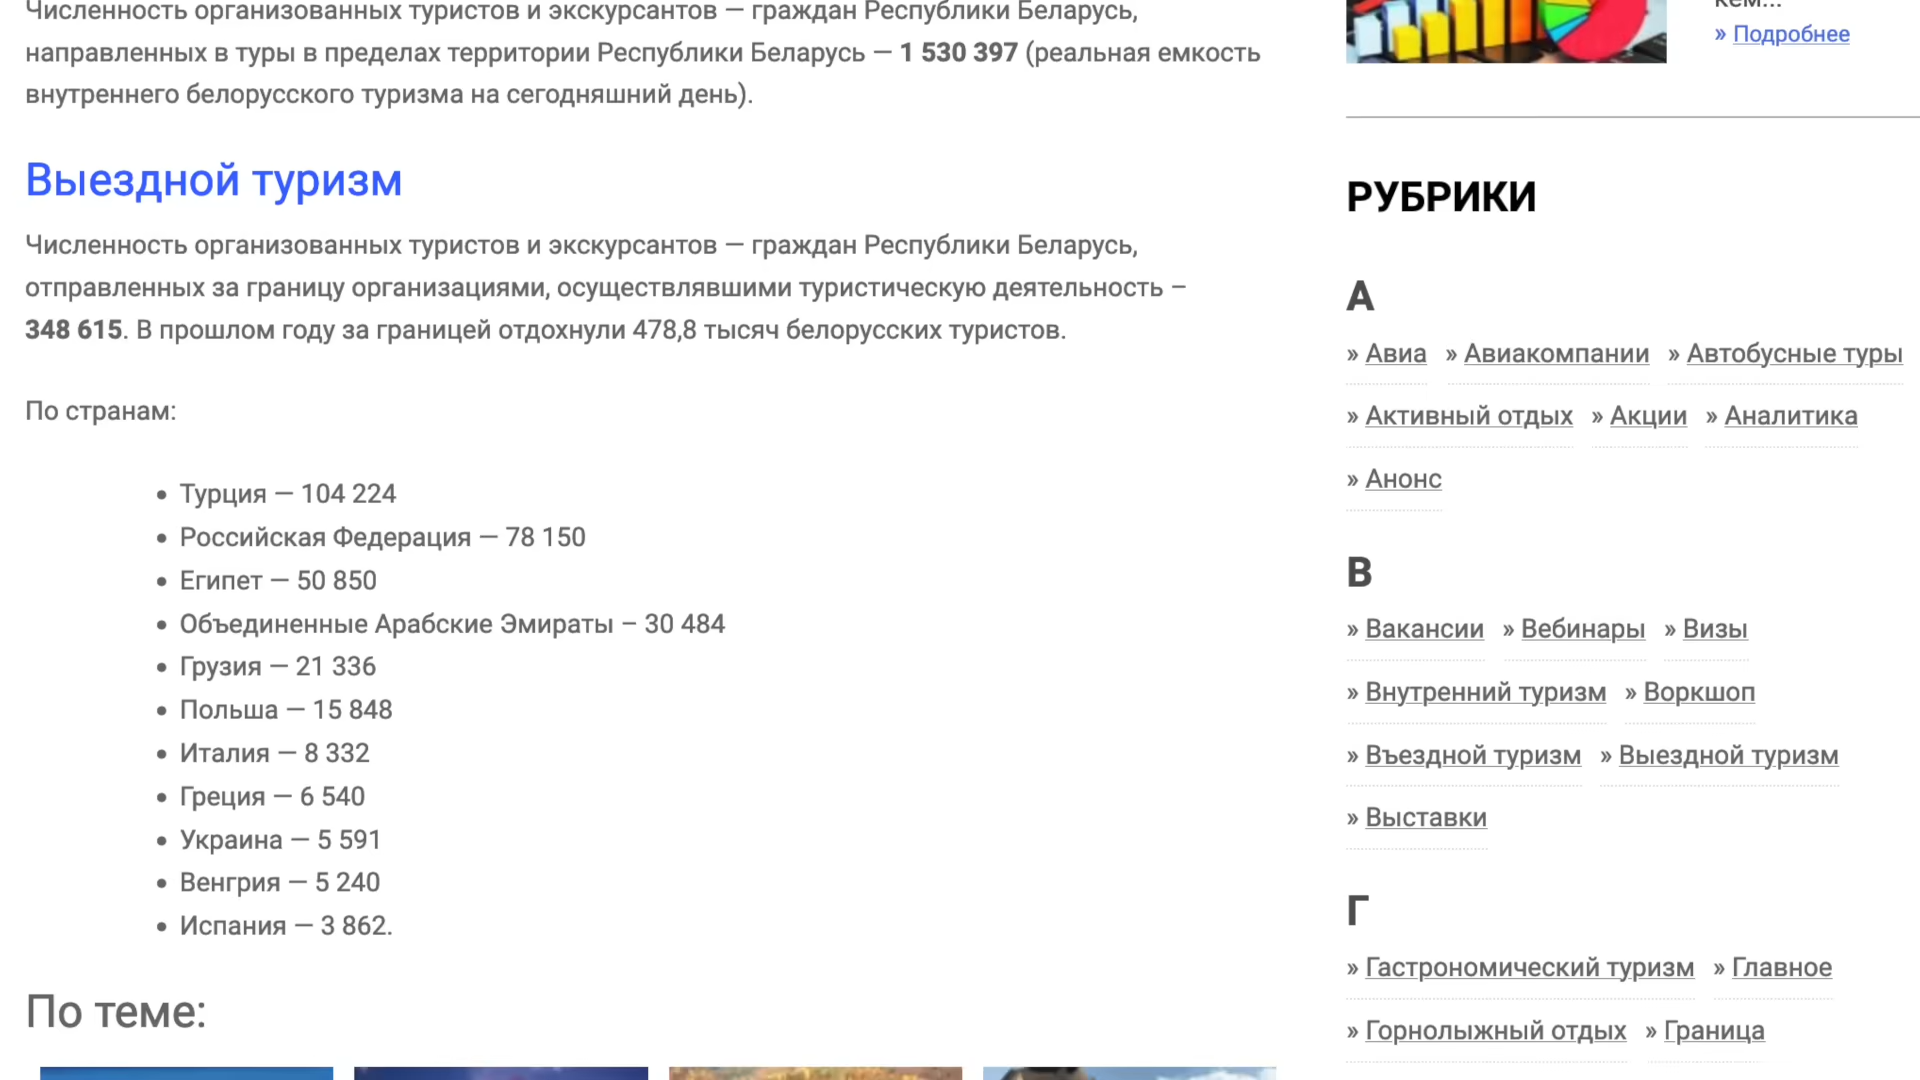 Численность организованных туристов и экскурсантов — граждан Республики Беларусь,
направленных в туры в пределах территории Республики Беларусь — 1 530 397 (реальная емкость
внутреннего белорусского туризма на сегодняшний день).
Выездной туризм
Численность организованных туристов и экскурсантов — граждан Республики Беларусь,
отправленных за границу организациями, осуществлявшими туристическую деятельность –
348 615. В прошлом году за границей отдохнули 478,8 тысяч белорусских туристов.
По странам:
• Турция — 104 224
• Российская Федерация — 78 150
• Египет — 50 850
• Объединенные Арабские Эмираты – 30 484
• Грузия — 21 336
• Польша — 15 848
• Италия — 8 332
• Греция — 6 540
• Украина — 5 591
• Венгрия — 5 240
• Испания — 3 862.
По теме:
кем...
» Подробнее
РУБРИКИ
А
» Авиа » Авиакомпании » Автобусные туры
» Активный отдых » Акции » Аналитика
» Анонс
В
» Вакансии » Вебинары » Визы
» Внутренний туризм » Воркшоп
» Въездной туризм » Выездной туризм
» Выставки
Г
» Гастрономический туризм » Главное
» Горнолыжный отдых » Граница